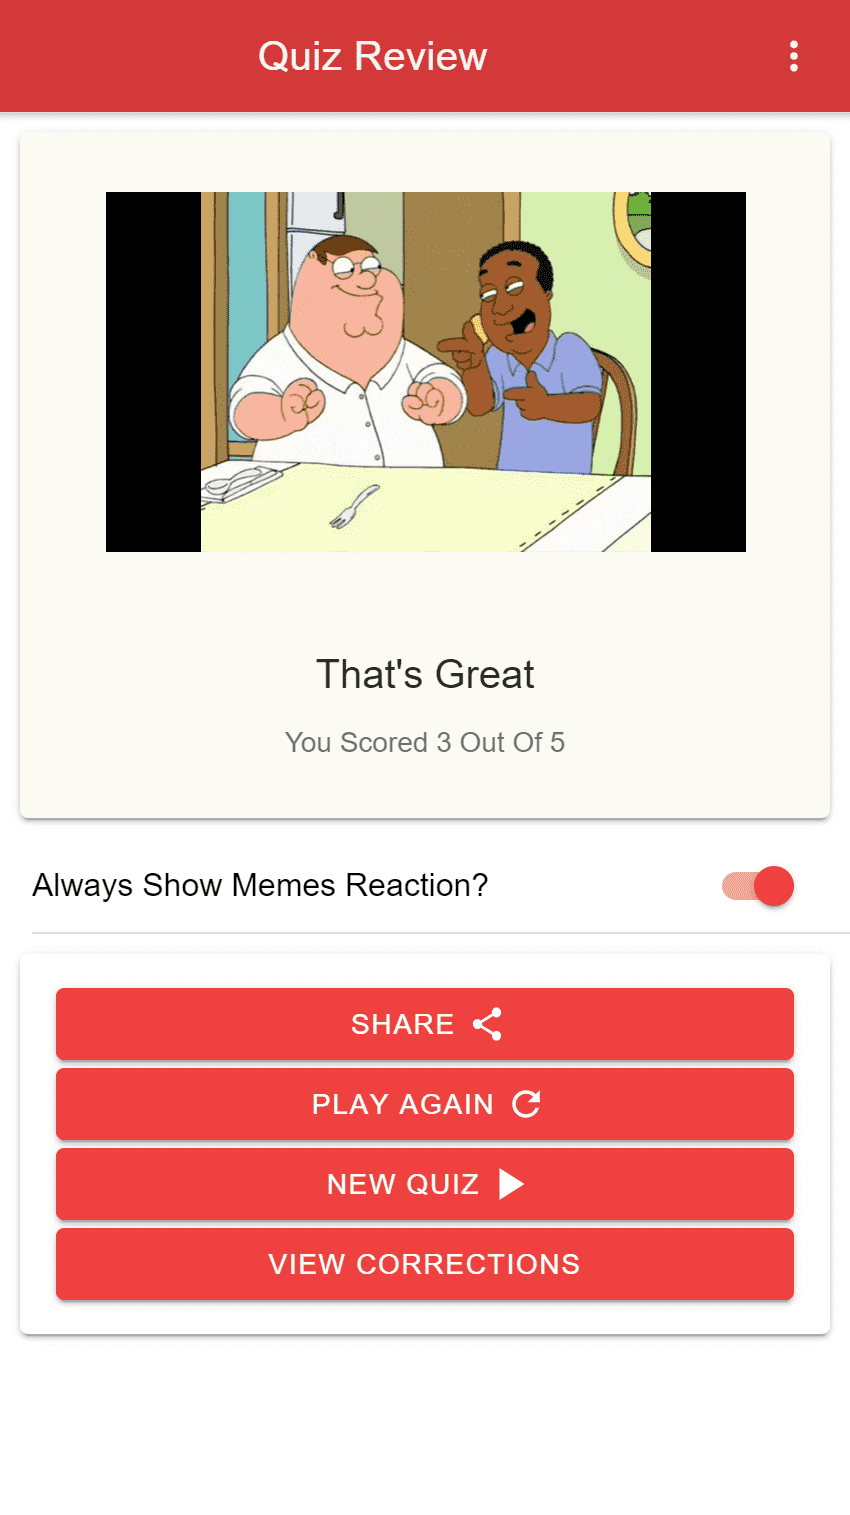 Quiz Review
That's Great
You Scored 3 Out Of 5
Always Show Memes Reaction?
SHARE
PLAY AGAIN
NEW QUIZ
VIEW CORRECTIONS